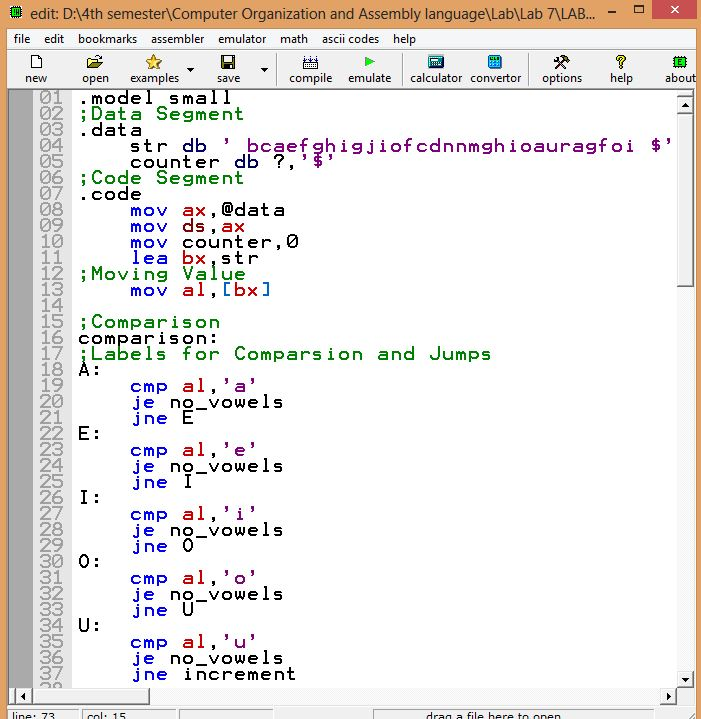 edit: D:\4th semester\Computer Organization and Assembly language\Lab\Lab 7\LAB...
file edit bookmarks assembler emulator math ascii codes help
new open examples save compile emulate calculator convertor options help about
01 .model small
02 ;Data Segment
03 .data
04 str db ' bcaefghigjiofcdnnmghioauragfoi $'
05 counter db ?,'$'
06 ;Code Segment
07 .code
08 mov ax,@data
09 mov ds,ax
10 mov counter,0
11 lea bx,str
12 ;Moving Value
13 mov al,[bx]
14
15 ;Comparison
16 comparison:
17 ;Labels for Comparsion and Jumps
18 A:
19 cmp al,'a'
20 je no_vowels
21 jne E
22 E:
23 cmp al,'e'
24 je no_vowels
25 jne I
26 I:
27 cmp al,'i'
28 je no_vowels
29 jne O
30 O:
31 cmp al,'o'
32 je no_vowels
33 jne U
34 U:
35 cmp al,'u'
36 je no_vowels
37 jne increment
38
line: 73 col: 15 drag a file here to open